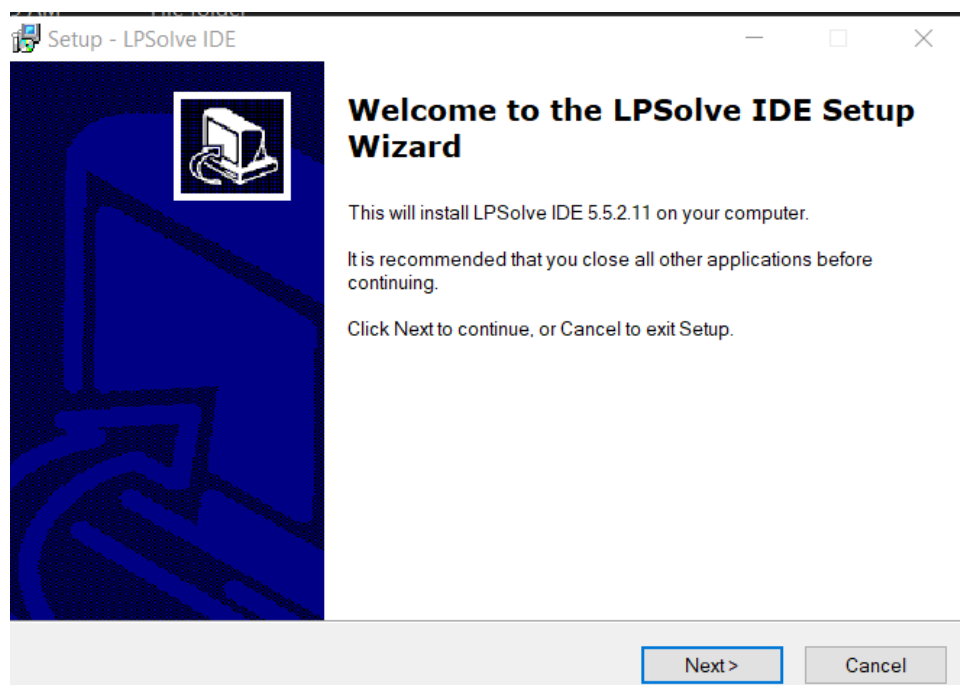 Setup - LPSolve IDE
Welcome to the LPSolve IDE Setup
Wizard
This will install LPSolve IDE 5.5.2.11 on your computer.
It is recommended that you close all other applications before
continuing.
Click Next to continue, or Cancel to exit Setup.
Next >
Cancel